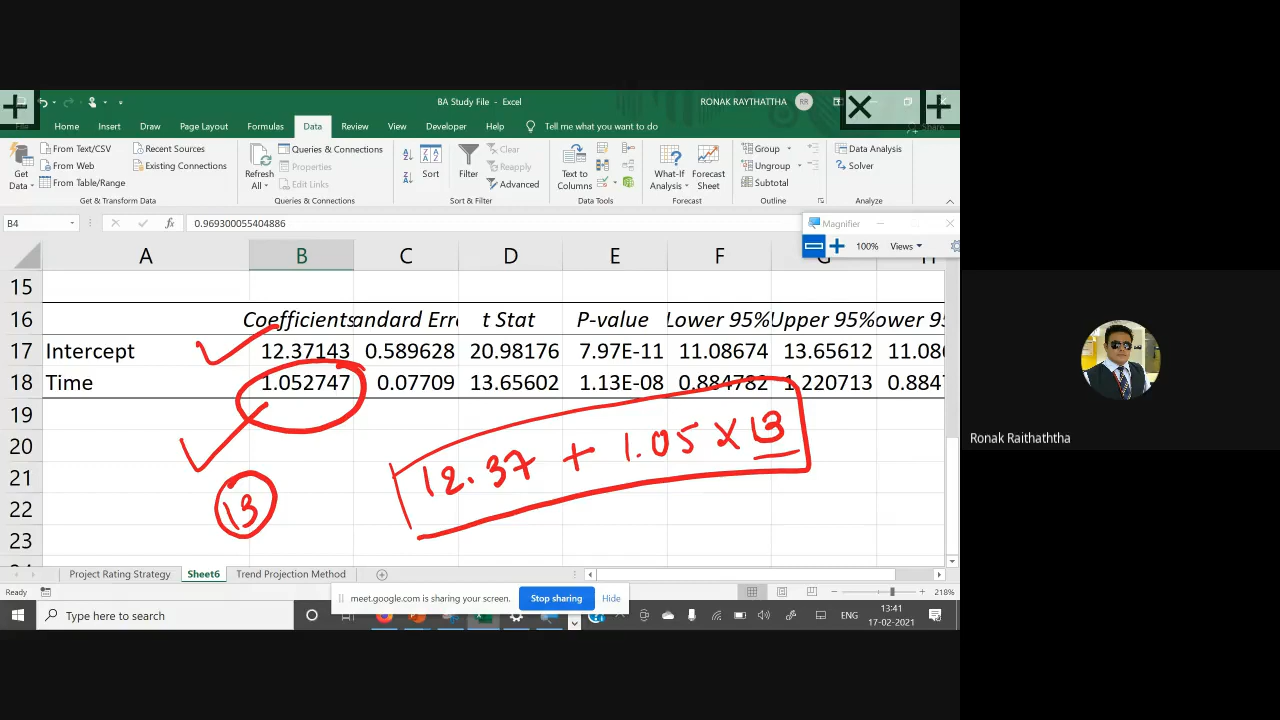 BA Study File - Excel
RONAK RAYTHATTHA
RR
File Home Insert Draw Page Layout Formulas Data Review View Developer Help Tell me what you want to do Share
Get Data
From Text/CSV
From Web
From Table/Range
Recent Sources
Existing Connections
Get & Transform Data
Refresh All
Queries & Connections
Properties
Edit Links
Queries & Connections
Sort
Filter
Clear
Reapply
Advanced
Sort & Filter
Text to Columns
Data Tools
What-If Analysis
Forecast Sheet
Forecast
Group
Ungroup
Subtotal
Outline
Data Analysis
Solver
Analyze
B4 fx 0.969300055404886
Magnifier
100% Views
A B C D E F G H
15
16 Coefficients andard Erro t Stat P-value Lower 95% Upper 95% ower 95
17 Intercept 12.37143 0.589628 20.98176 7.97E-11 11.08674 13.65612 11.086
18 Time 1.052747 0.07709 13.65602 1.13E-08 0.884782 1.220713 0.8847
19
20
21
22
23
12.37 + 1.05 × 13
13
Project Rating Strategy Sheet6 Trend Projection Method
Ready
218%
meet.google.com is sharing your screen. Stop sharing Hide
Type here to search
ENG
13:41
17-02-2021
Ronak Raithaththa